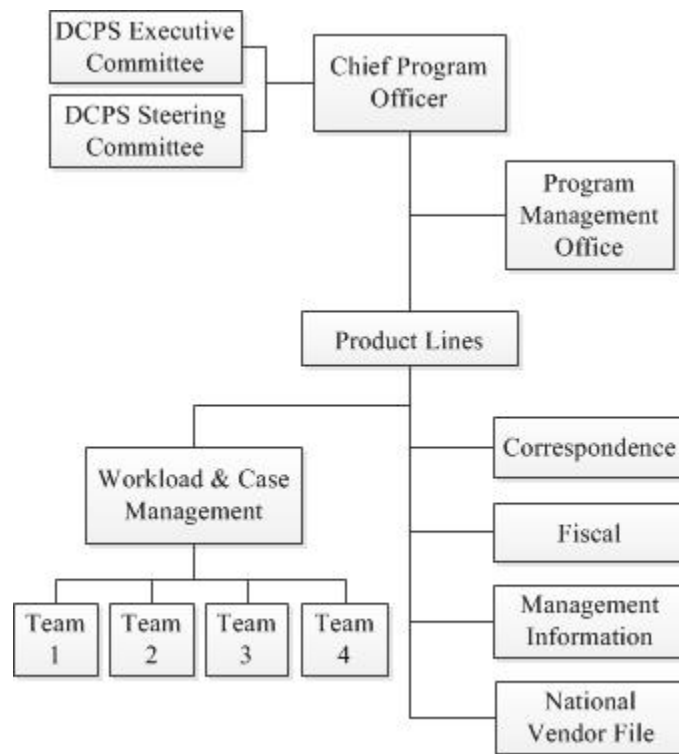 DCPS Executive
Committee
Chief Program
Officer
DCPS Steering
Committee
Program
Management
Office
Product Lines
Workload & Case
Management
Correspondence
Fiscal
Team
1
Team
2
Team
3
Team
4
Management
Information
National
Vendor File